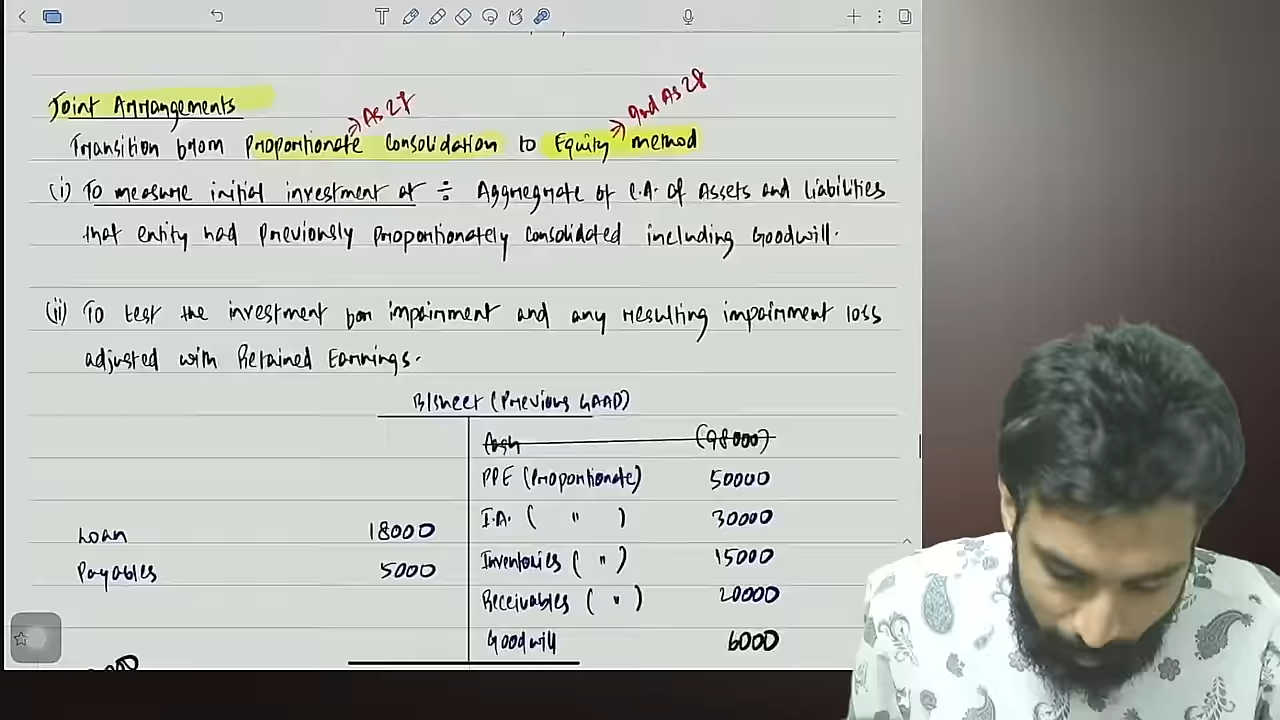 Joint Arrangements
→ AS 27
→ Ind AS 28
Transition from Proportionate Consolidation to Equity method
(i) To measure initial investment at ÷ Aggregate of C.A. of Assets and liabilities
that entity had previously proportionately consolidated including Goodwill.
(ii) To test the investment for impairment and any resulting impairment loss
adjusted with Retained Earnings.
B/Sheet (Previous GAAP)
Cash (98000)
PPE (Proportionate) 50000
I.A. ( " ) 30000
Loan 18000
Inventories ( " ) 15000
Payables 5000
Receivables ( " ) 20000
Goodwill 6000